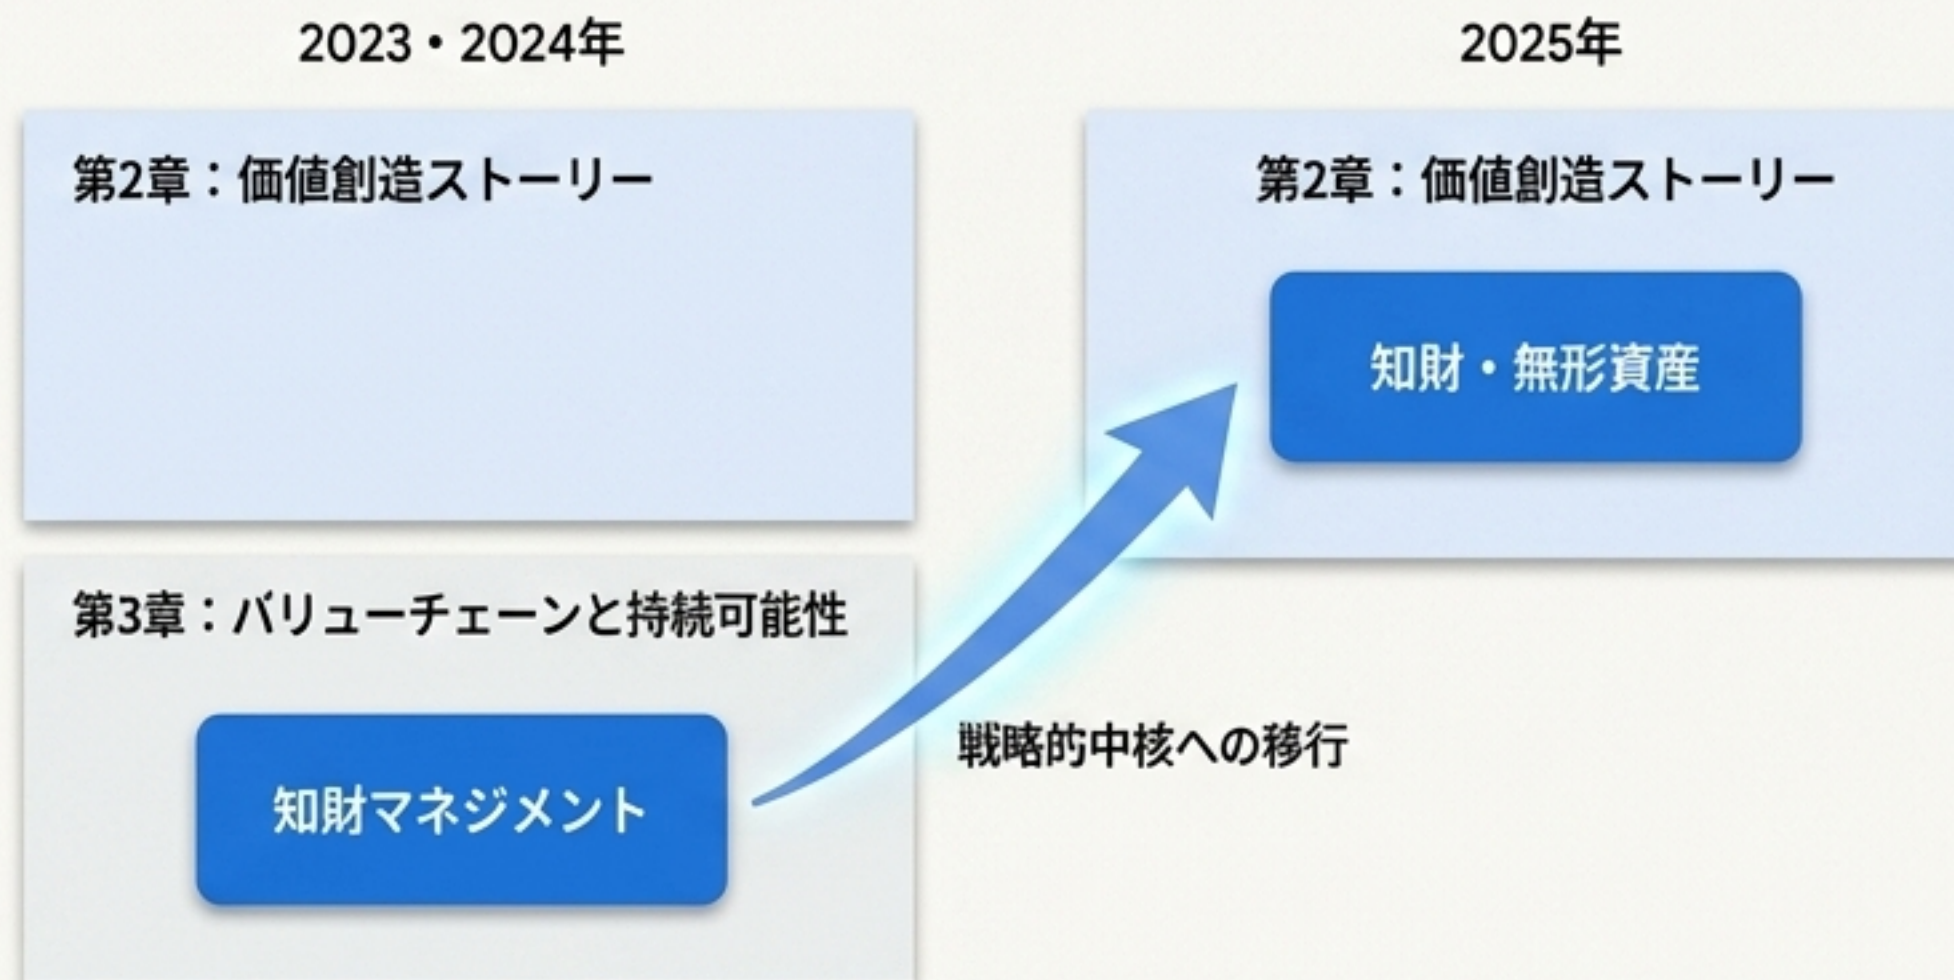 2023・2024年
第2章：価値創造ストーリー
第3章：バリューチェーンと持続可能性
知財マネジメント
戦略的中核への移行
2025年
第2章：価値創造ストーリー
知財・無形資産